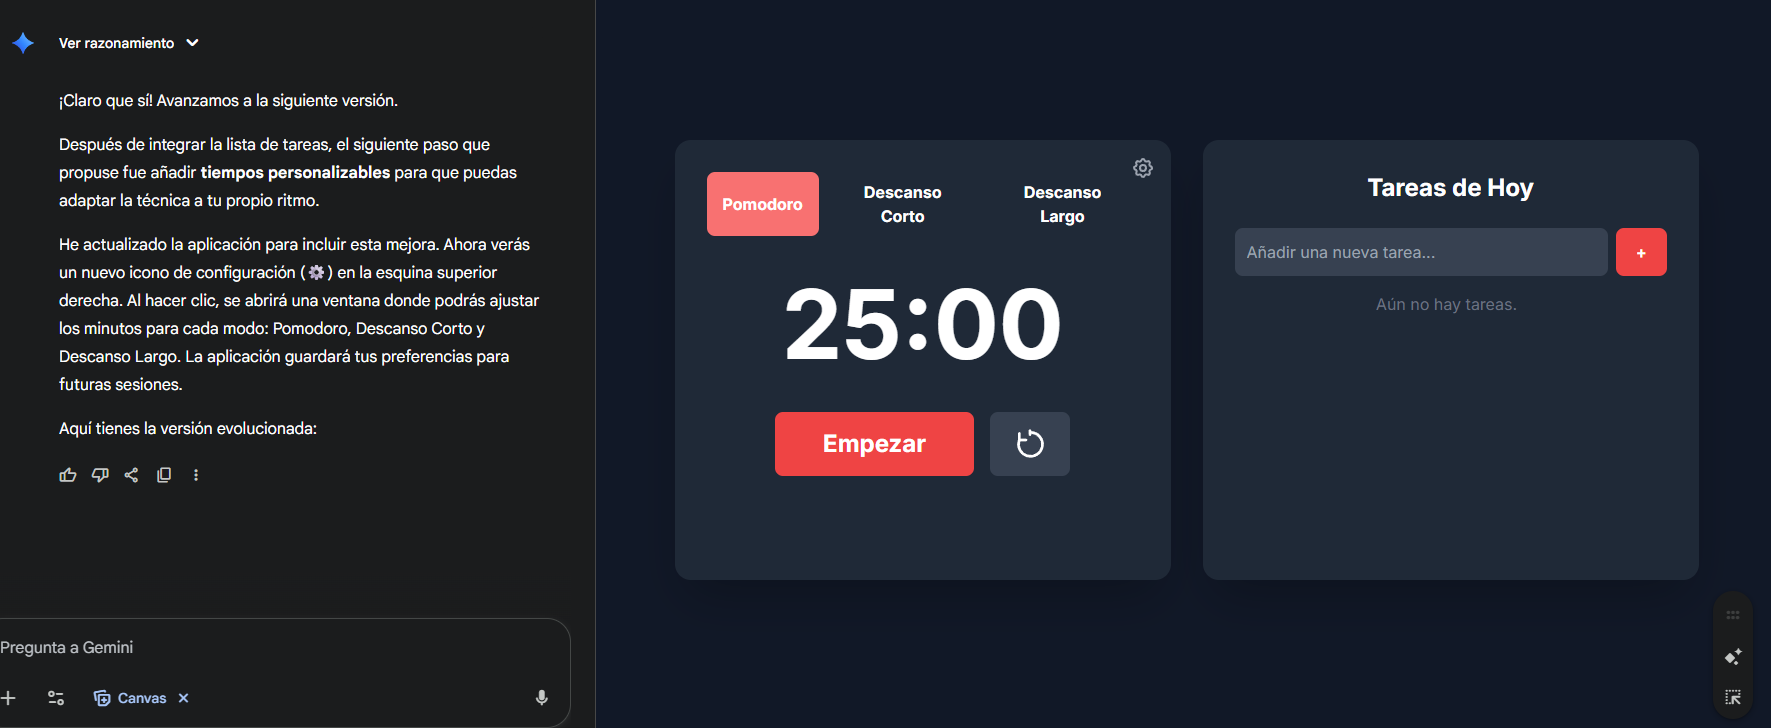 Ver razonamiento
¡Claro que sí! Avanzamos a la siguiente versión.
Después de integrar la lista de tareas, el siguiente paso que
propuse fue añadir tiempos personalizables para que puedas
adaptar la técnica a tu propio ritmo.
He actualizado la aplicación para incluir esta mejora. Ahora verás
un nuevo icono de configuración (⚙️) en la esquina superior
derecha. Al hacer clic, se abrirá una ventana donde podrás ajustar
los minutos para cada modo: Pomodoro, Descanso Corto y
Descanso Largo. La aplicación guardará tus preferencias para
futuras sesiones.
Aquí tienes la versión evolucionada:
Pregunta a Gemini
Canvas
Pomodoro
Descanso
Corto
Descanso
Largo
25:00
Empezar
Tareas de Hoy
Añadir una nueva tarea...
+
Aún no hay tareas.